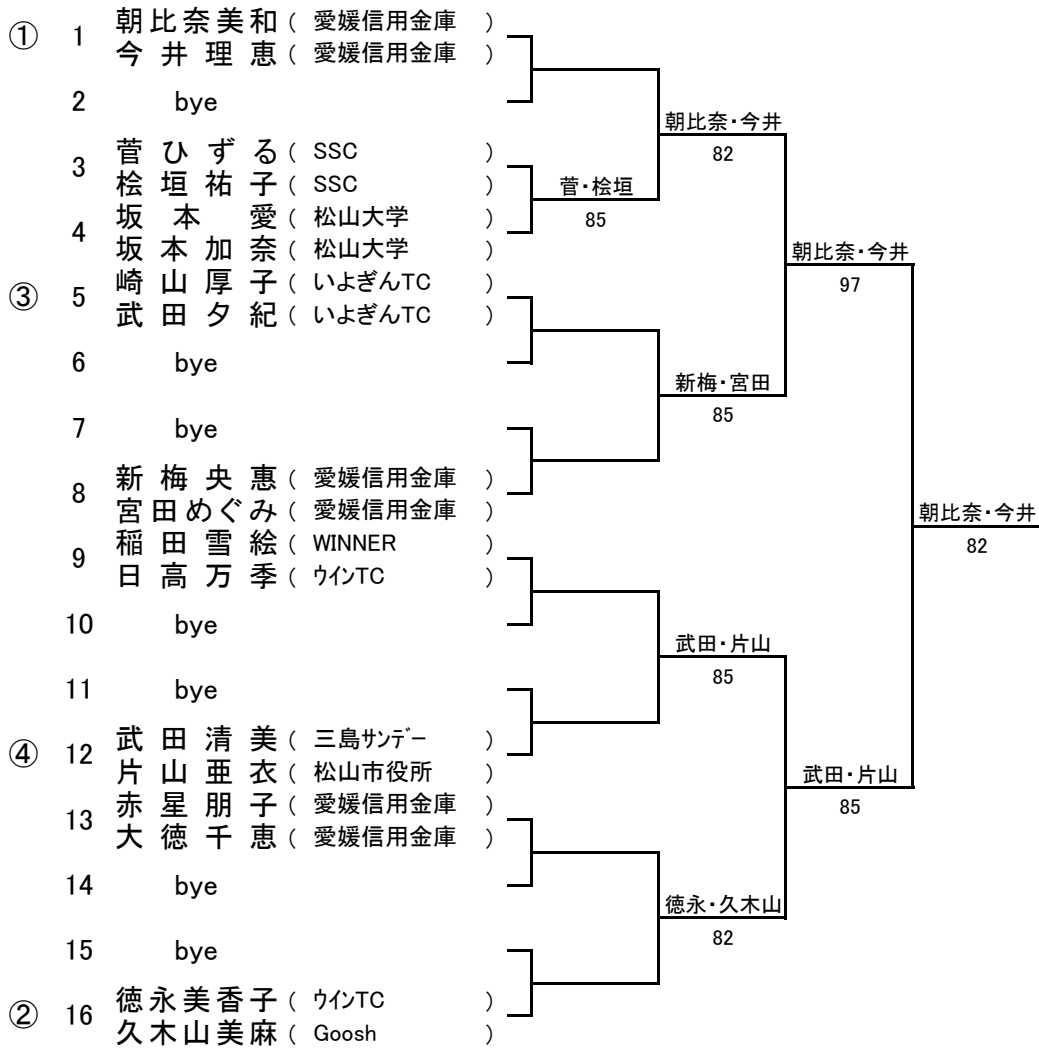 ① 1 朝比奈美和 ( 愛媛信用金庫 )
今井理恵 ( 愛媛信用金庫 )
2 bye
3 菅ひずる ( SSC )
桧垣祐子 ( SSC )
4 坂本愛 ( 松山大学 )
坂本加奈 ( 松山大学 )
③ 5 崎山厚子 ( いよぎんTC )
武田夕紀 ( いよぎんTC )
6 bye
7 bye
8 新梅央惠 ( 愛媛信用金庫 )
宮田めぐみ ( 愛媛信用金庫 )
9 稲田雪絵 ( WINNER )
日高万季 ( ウインTC )
10 bye
11 bye
④ 12 武田清美 ( 三島サンデー )
片山亜衣 ( 松山市役所 )
13 赤星朋子 ( 愛媛信用金庫 )
大徳千恵 ( 愛媛信用金庫 )
14 bye
15 bye
② 16 徳永美香子 ( ウインTC )
久木山美麻 ( Goosh )
菅・桧垣
85
朝比奈・今井
82
新梅・宮田
85
武田・片山
85
徳永・久木山
82
朝比奈・今井
97
武田・片山
85
朝比奈・今井
82